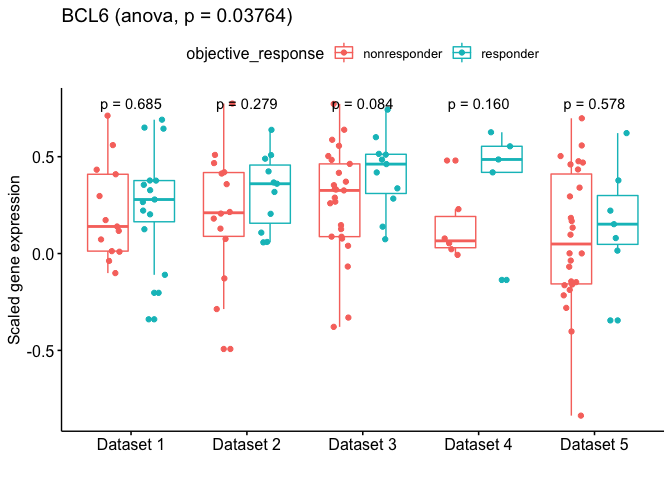 BCL6 (anova, p = 0.03764)
objective_response nonresponder responder
p = 0.685 p = 0.279 p = 0.084 p = 0.160 p = 0.578
Scaled gene expression
0.5
0.0
-0.5
Dataset 1 Dataset 2 Dataset 3 Dataset 4 Dataset 5